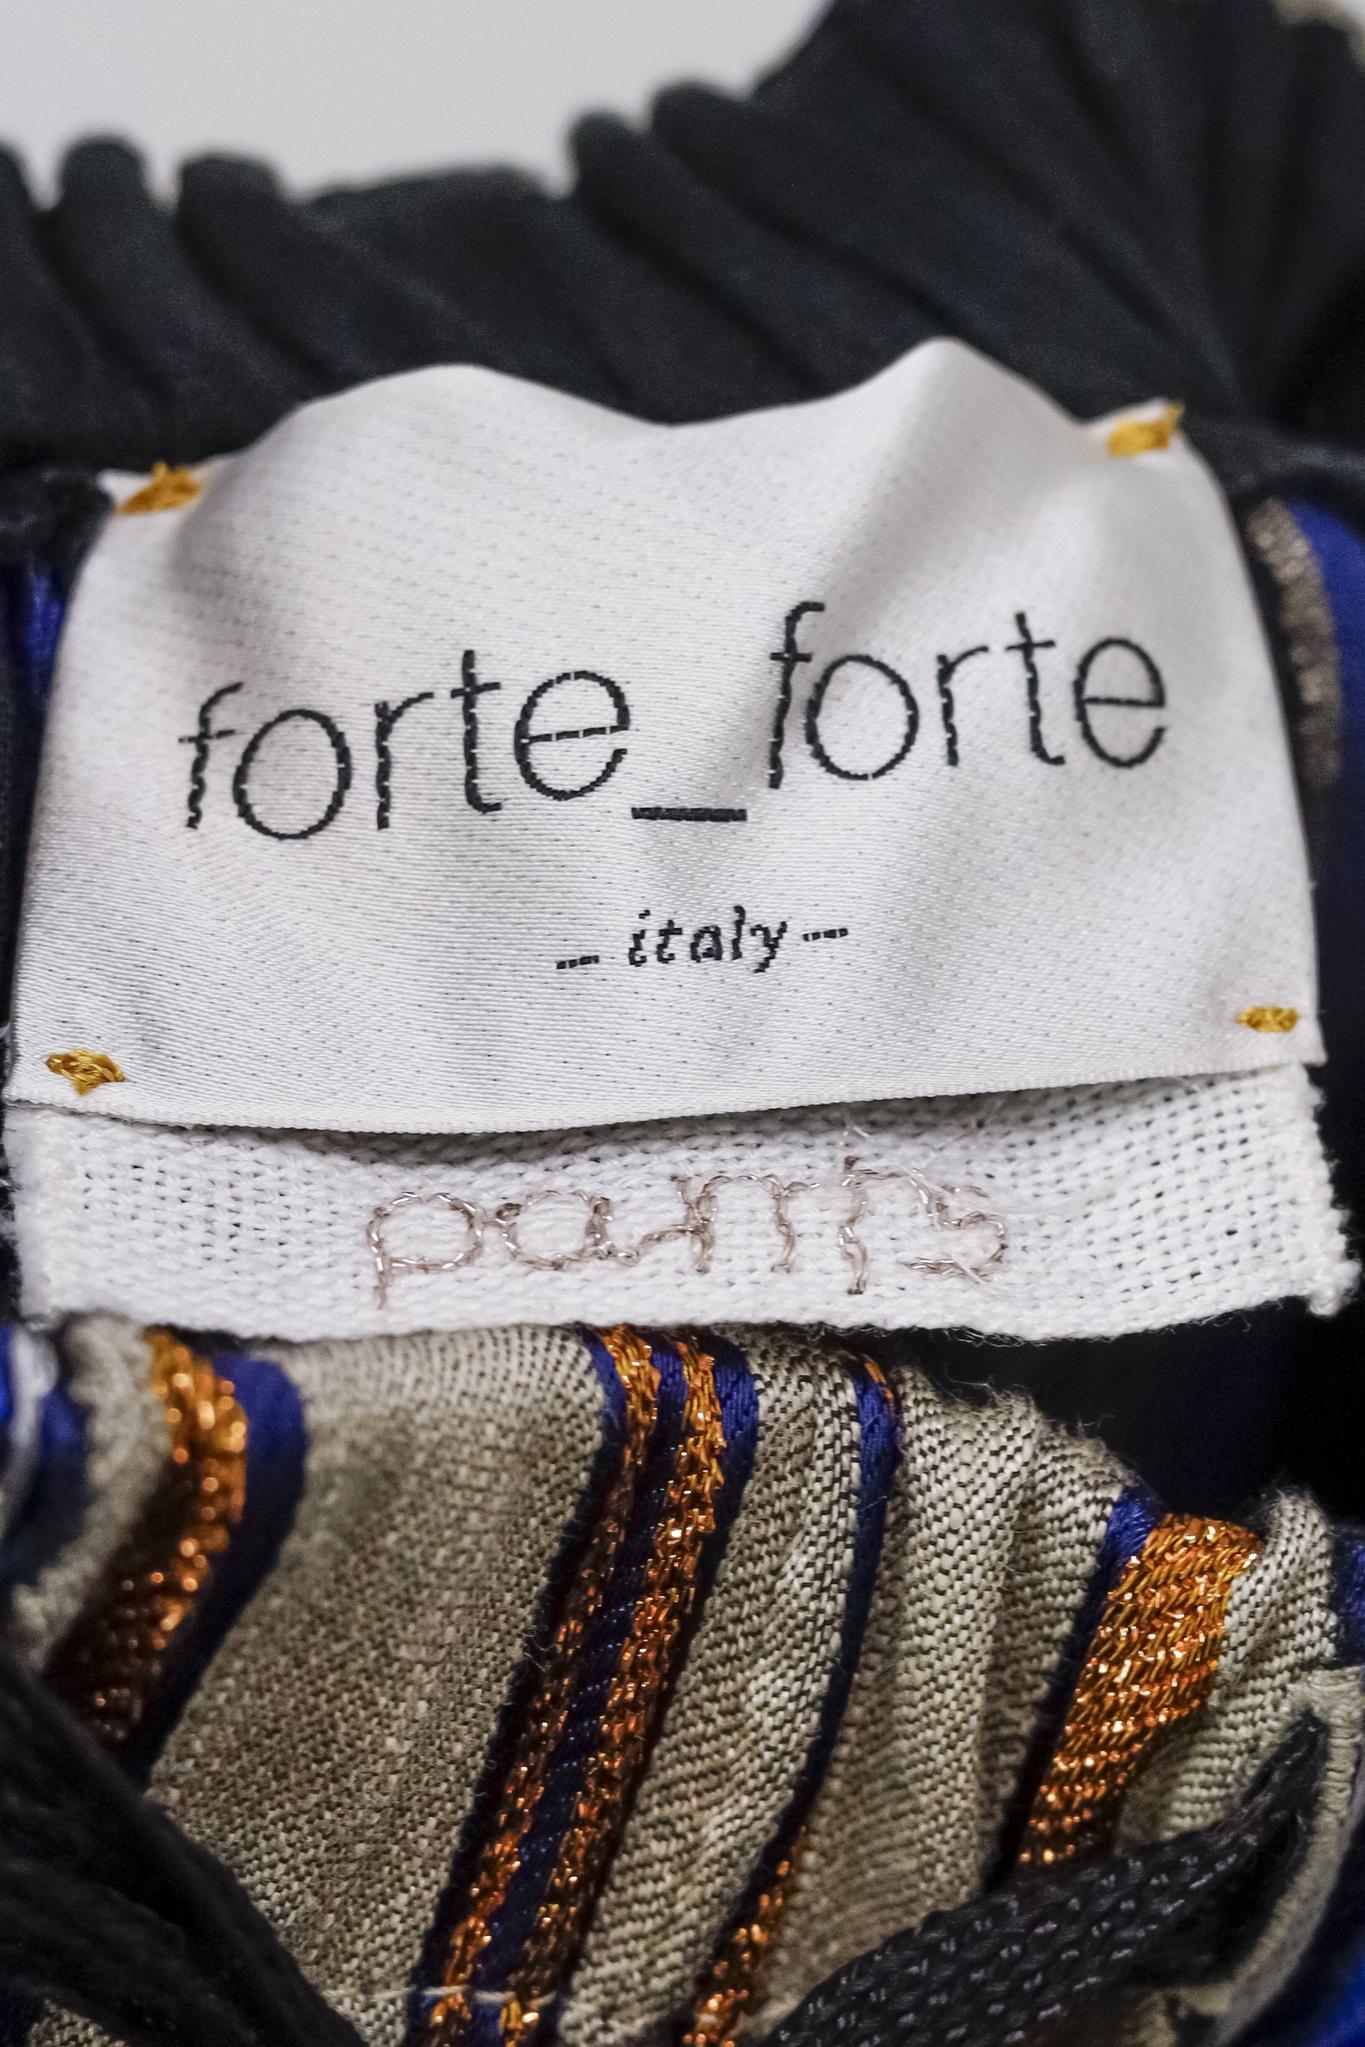 forte_forte
- italy -
pants